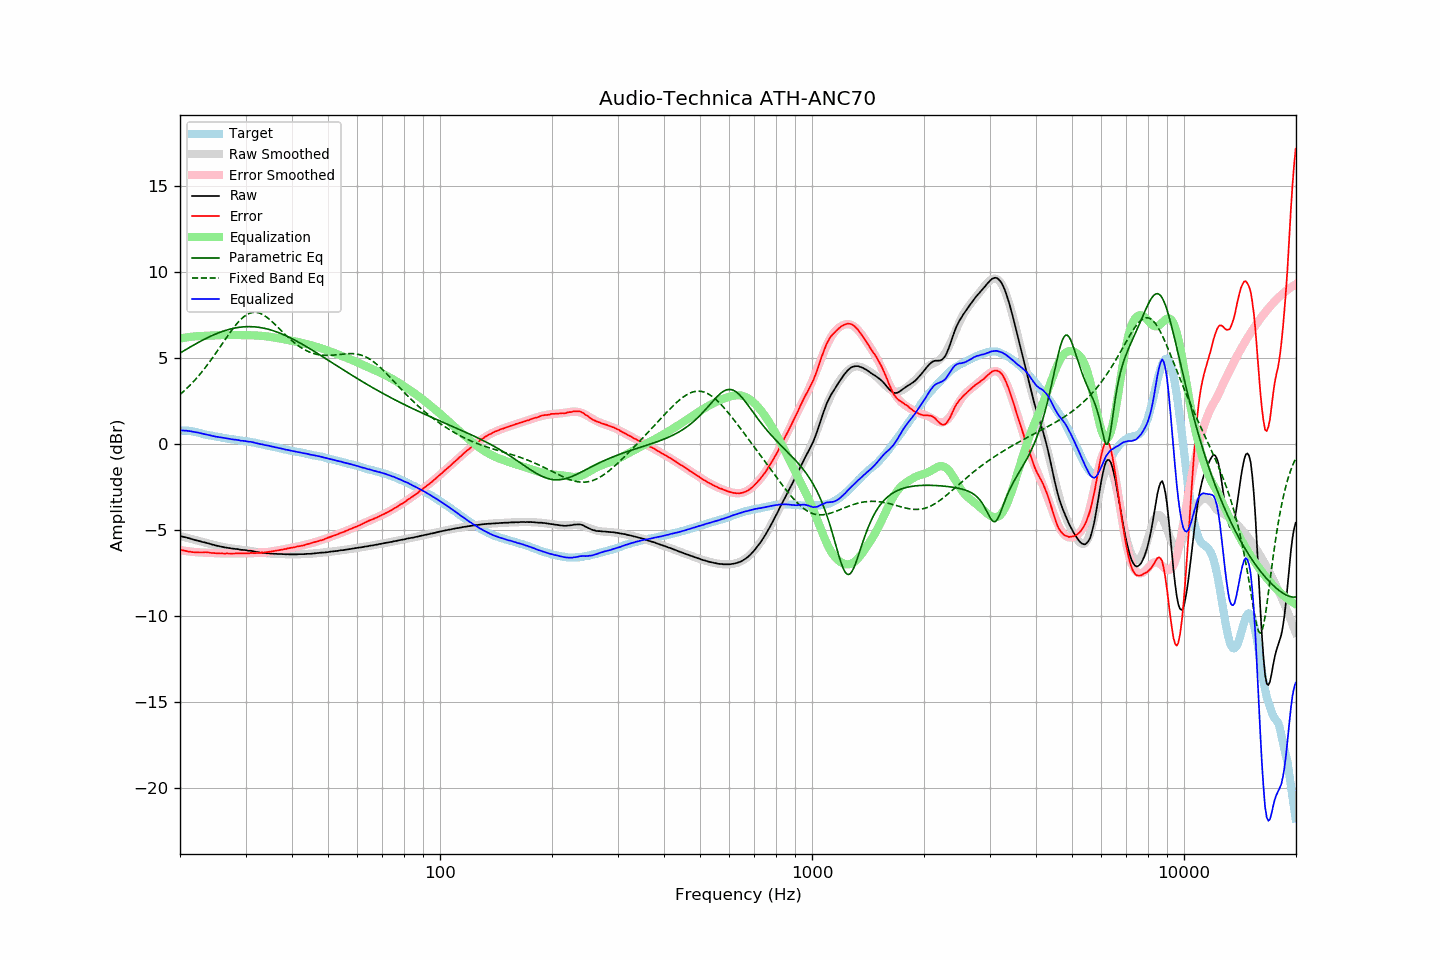 Audio-Technica ATH-ANC70
Target
Raw Smoothed
Error Smoothed
Raw
Error
Equalization
Parametric Eq
Fixed Band Eq
Equalized
15
10
5
0
−5
−10
−15
−20
Amplitude (dBr)
100
1000
10000
Frequency (Hz)